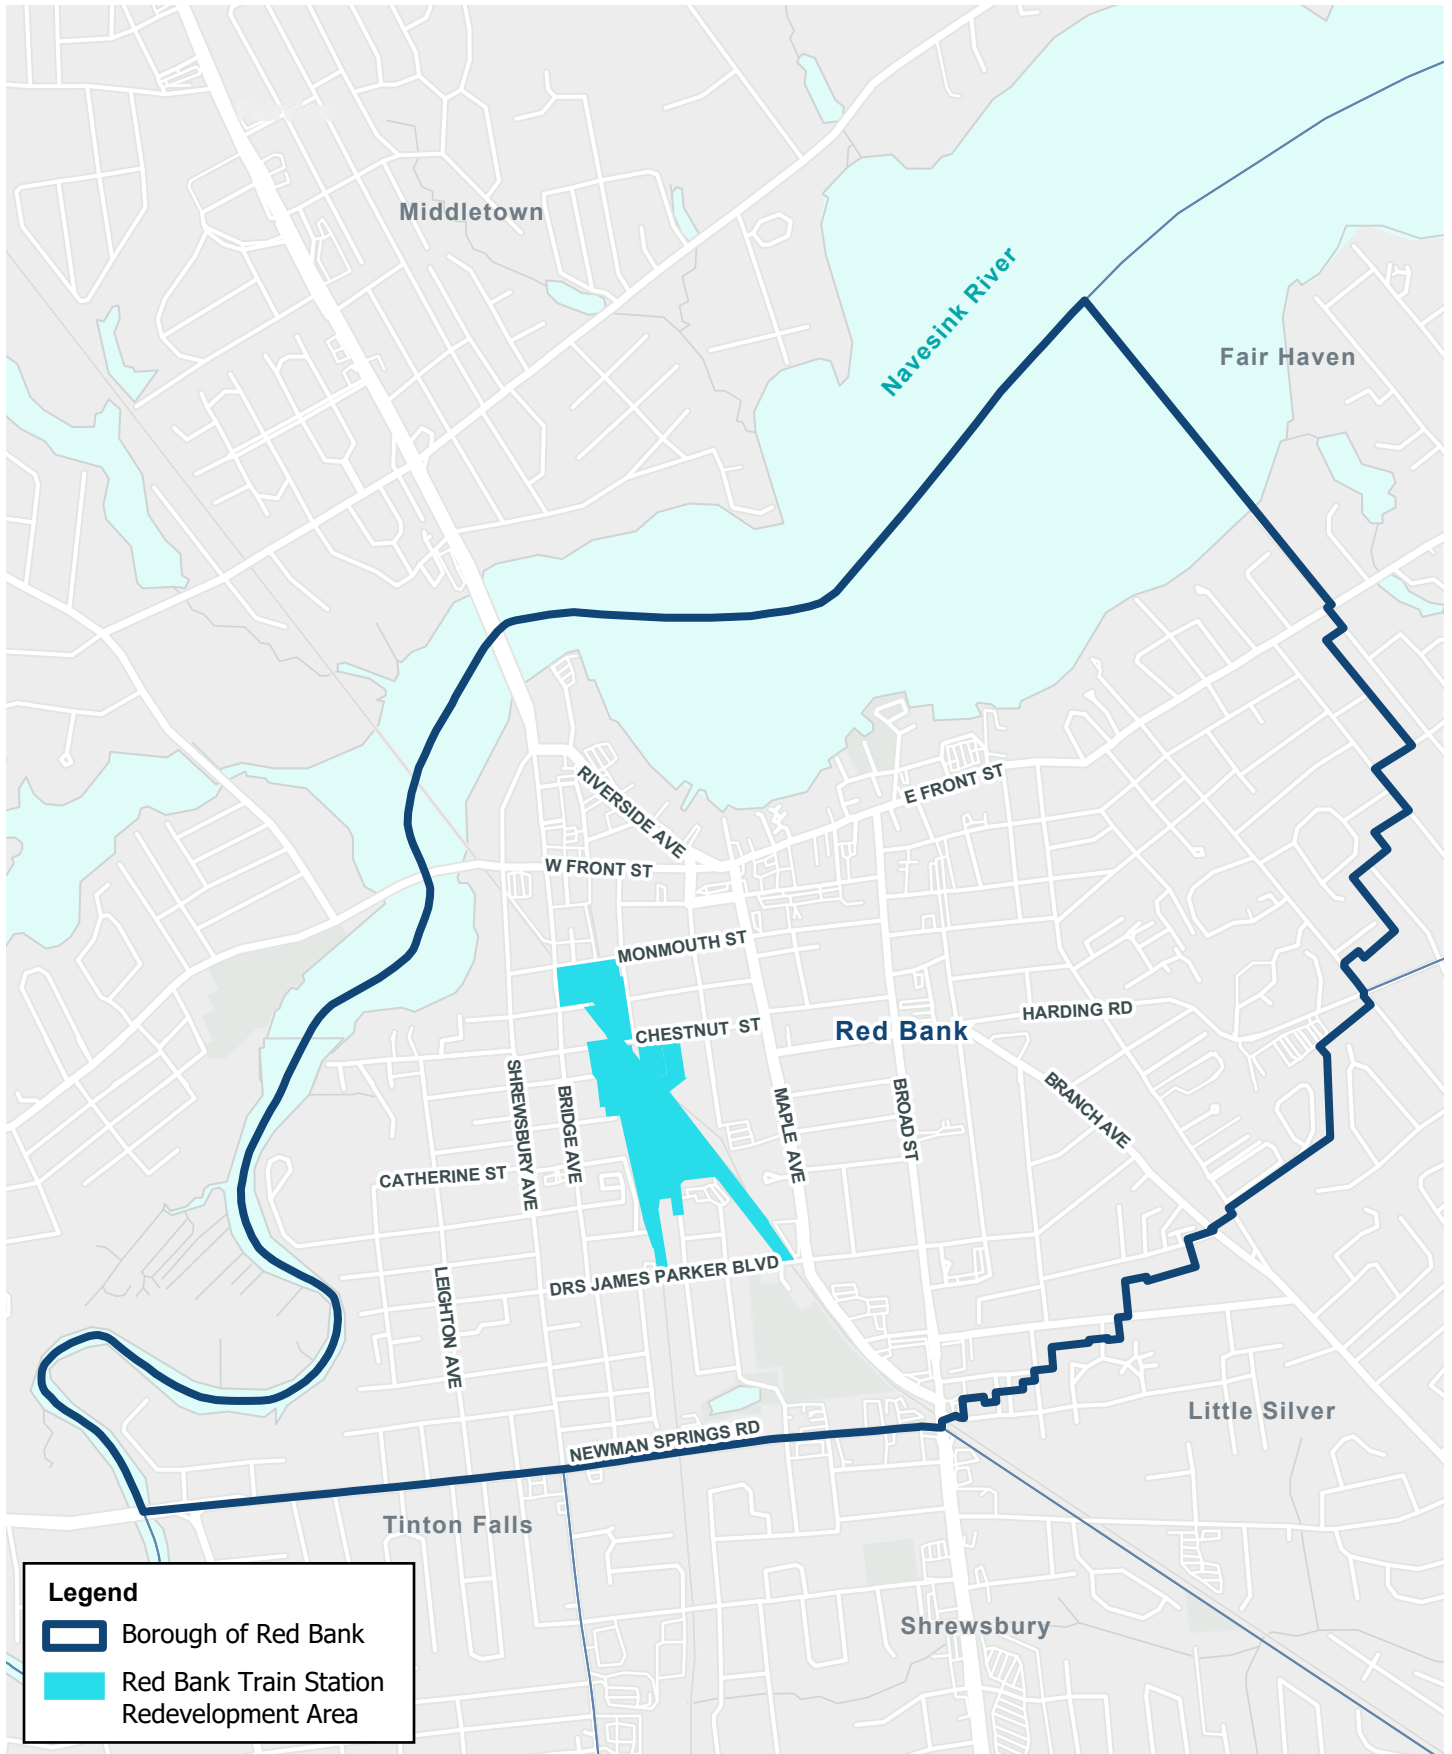 Middletown
Navesink River
Fair Haven
RIVERSIDE AVE
E FRONT ST
W FRONT ST
MONMOUTH ST
HARDING RD
CHESTNUT ST
Red Bank
SHREWSBURY AVE
BRIDGE AVE
MAPLE AVE
BROAD ST
BRANCH AVE
CATHERINE ST
LEIGHTON AVE
DRS JAMES PARKER BLVD
NEWMAN SPRINGS RD
Little Silver
Tinton Falls
Shrewsbury
Legend
Borough of Red Bank
Red Bank Train Station
Redevelopment Area